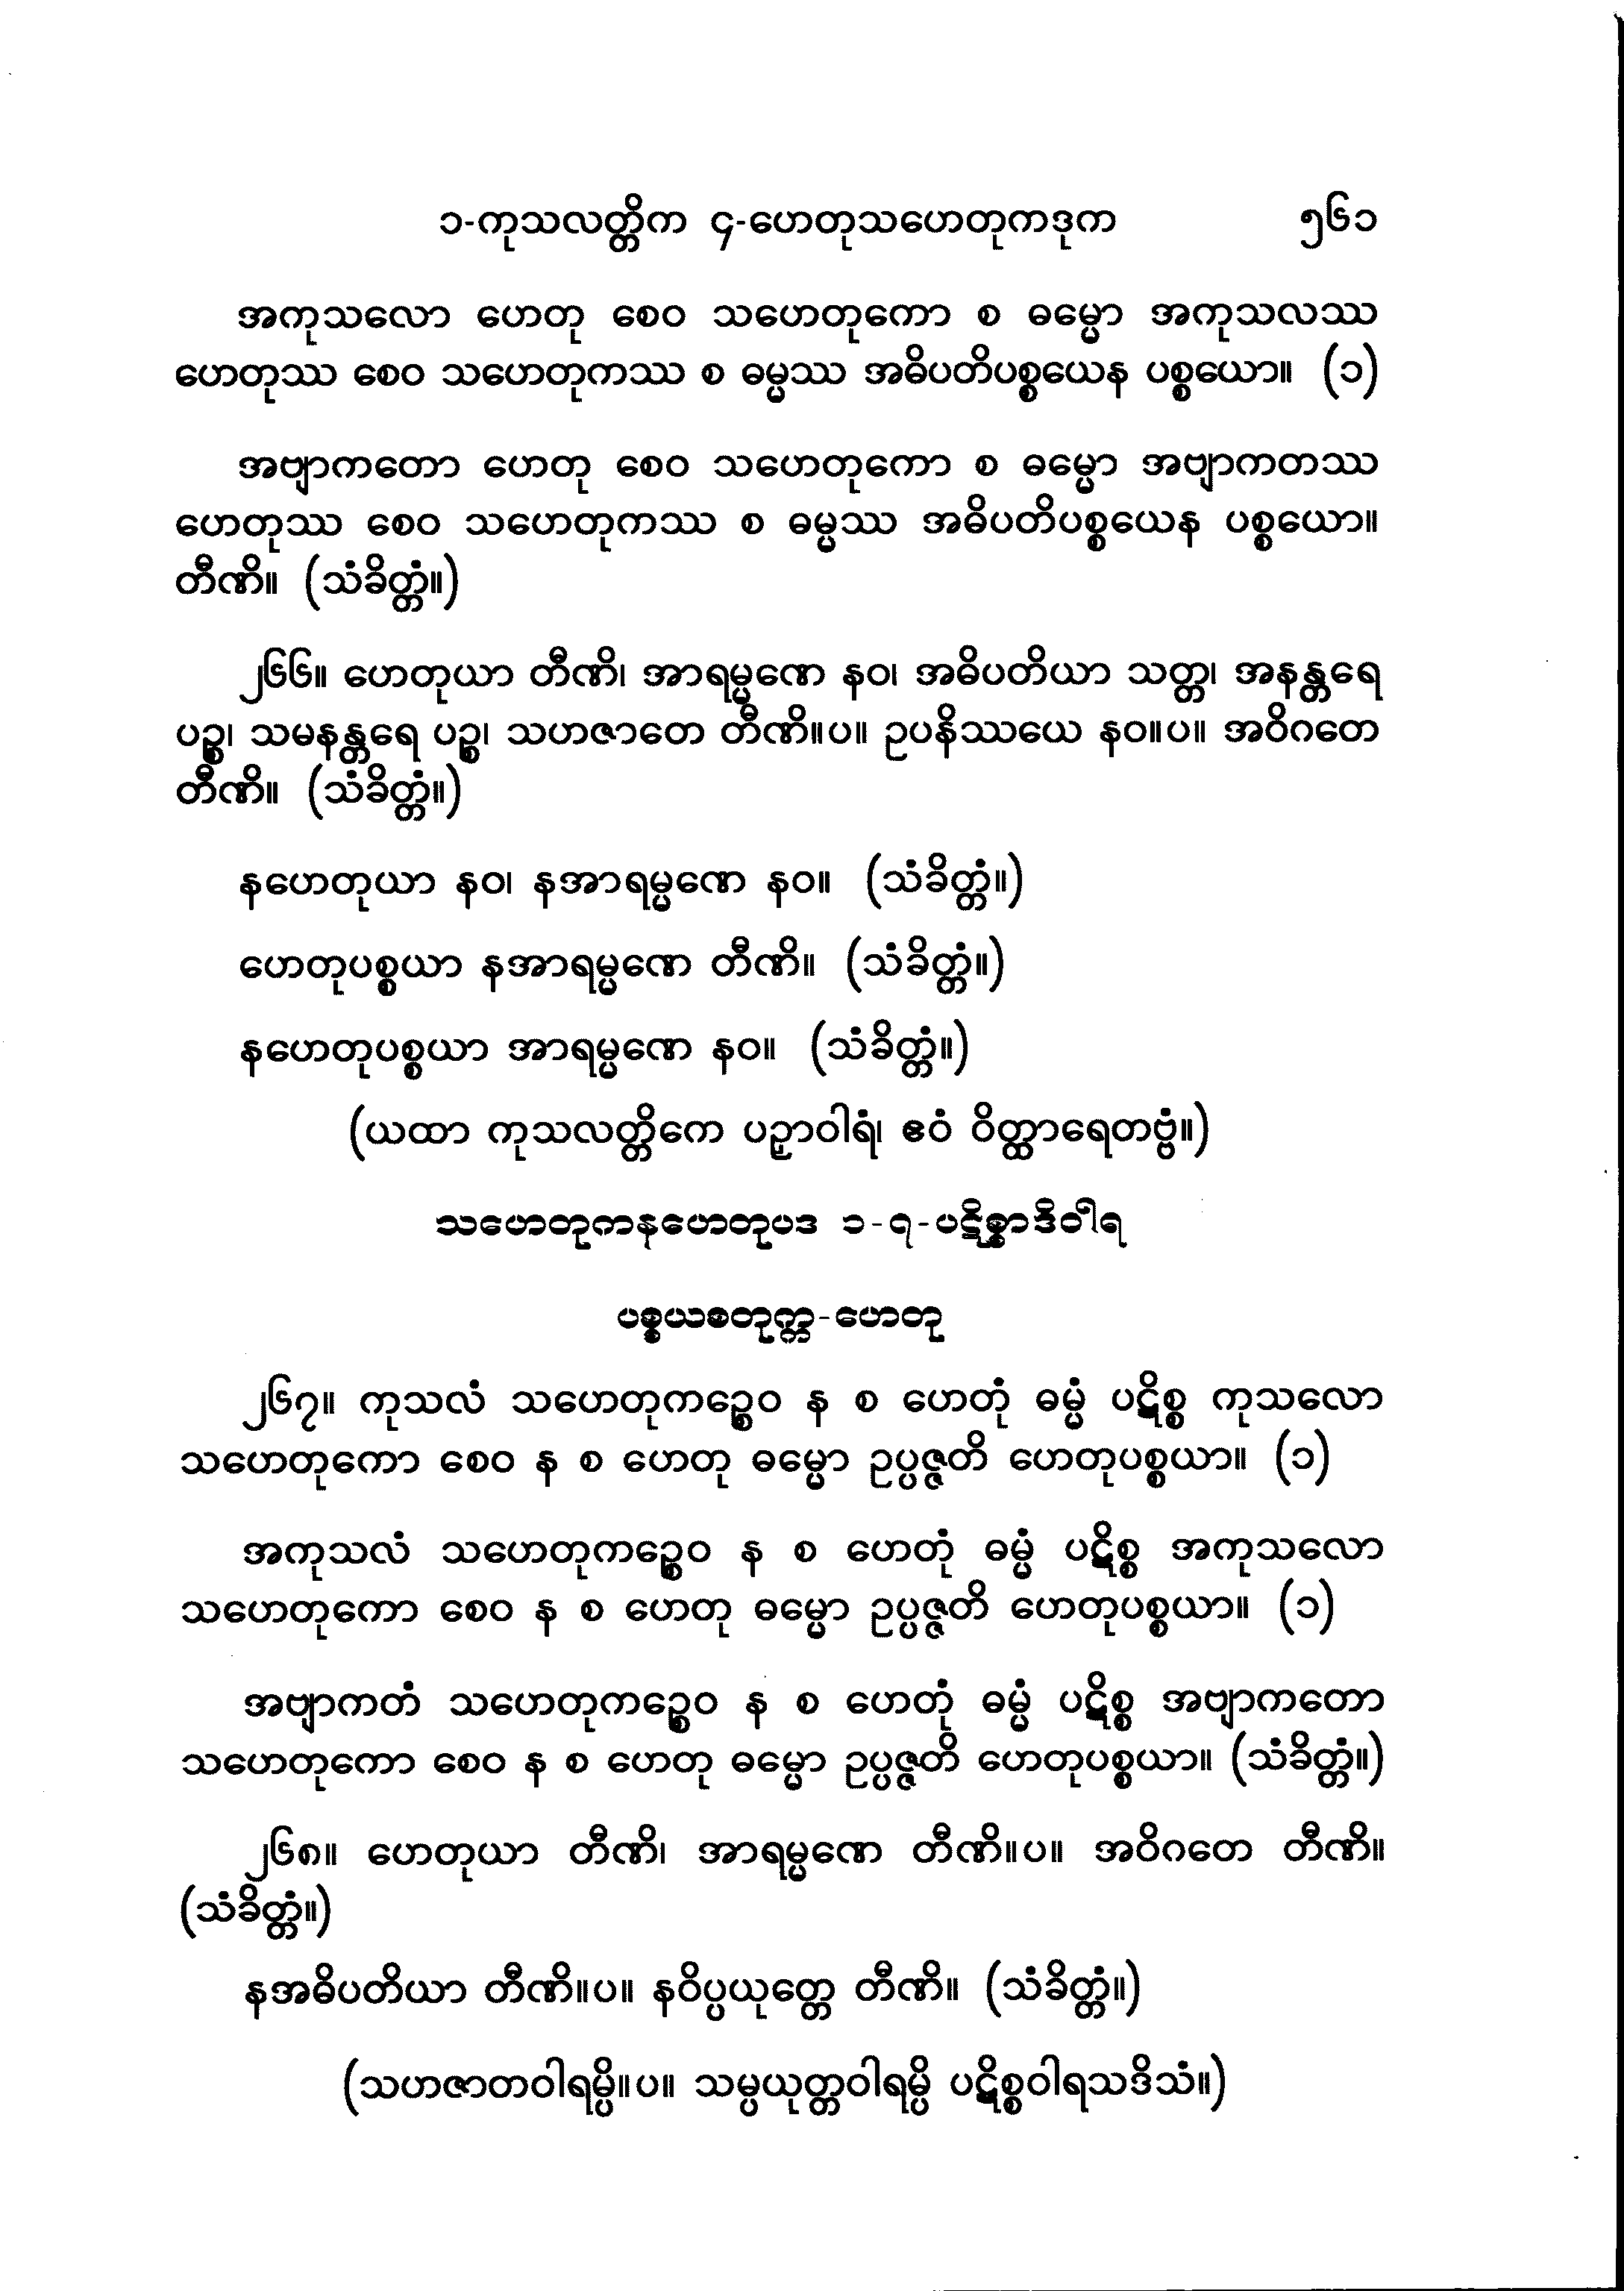 ၁-ကုသလတ္တိက ၄-ဟေတုသဟေတုကဒုက ၅၆၁
အကုသလော ဟေတု စေဝ သဟေတုကော စ ဓမ္မော အကုသလဿ
ဟေတုဿ စေဝ သဟေတုကဿ စ ဓမ္မဿ အဓိပတိပစ္စယေန ပစ္စယော။ (၁)
အဗျာကတော ဟေတု စေဝ သဟေတုကော စ ဓမ္မော အဗျာကတဿ
ဟေတုဿ စေဝ သဟေတုကဿ စ ဓမ္မဿ အဓိပတိပစ္စယေန ပစ္စယော။
တီဏိ။ (သံခိတ္တံ။)
၂၆၆။ ဟေတုယာ တီဏိ၊ အာရမ္မဏေ နဝ၊ အဓိပတိယာ သတ္တ၊ အနန္တရေ
ပဉ္စ၊ သမနန္တရေ ပဉ္စ၊ သဟဇာတေ တီဏိ။ပ။ ဥပနိဿယေ နဝ။ပ။ အဝိဂတေ
တီဏိ။ (သံခိတ္တံ။)
နဟေတုယာ နဝ၊ နအာရမ္မဏေ နဝ။ (သံခိတ္တံ။)
ဟေတုပစ္စယာ နအာရမ္မဏေ တီဏိ။ (သံခိတ္တံ။)
နဟေတုပစ္စယာ အာရမ္မဏေ နဝ။ (သံခိတ္တံ။)
(ယထာ ကုသလတ္တိကေ ပဉှာဝါရံ၊ ဧဝံ ဝိတ္ထာရေတဗ္ဗံ။)
သဟေတုကနဟေတုပဒ ၁-၇-ပဋိစ္စာဒိဝါရ
ပစ္စယစတုက္က-ဟေတု
၂၆၇။ ကုသလံ သဟေတုကဉ္စေဝ န စ ဟေတုံ ဓမ္မံ ပဋိစ္စ ကုသလော
သဟေတုကော စေဝ န စ ဟေတု ဓမ္မော ဥပ္ပဇ္ဇတိ ဟေတုပစ္စယာ။ (၁)
အကုသလံ သဟေတုကဉ္စေဝ န စ ဟေတုံ ဓမ္မံ ပဋိစ္စ အကုသလော
သဟေတုကော စေဝ န စ ဟေတု ဓမ္မော ဥပ္ပဇ္ဇတိ ဟေတုပစ္စယာ။ (၁)
အဗျာကတံ သဟေတုကဉ္စေဝ န စ ဟေတုံ ဓမ္မံ ပဋိစ္စ အဗျာကတော
သဟေတုကော စေဝ န စ ဟေတု ဓမ္မော ဥပ္ပဇ္ဇတိ ဟေတုပစ္စယာ။ (သံခိတ္တံ။)
၂၆၈။ ဟေတုယာ တီဏိ၊ အာရမ္မဏေ တီဏိ။ပ။ အဝိဂတေ တီဏိ။
(သံခိတ္တံ။)
နအဓိပတိယာ တီဏိ။ပ။ နဝိပ္ပယုတ္တေ တီဏိ။ (သံခိတ္တံ။)
(သဟဇာတဝါရမ္ပိ။ပ။ သမ္ပယုတ္တဝါရမ္ပိ ပဋိစ္စဝါရသဒိသံ။)